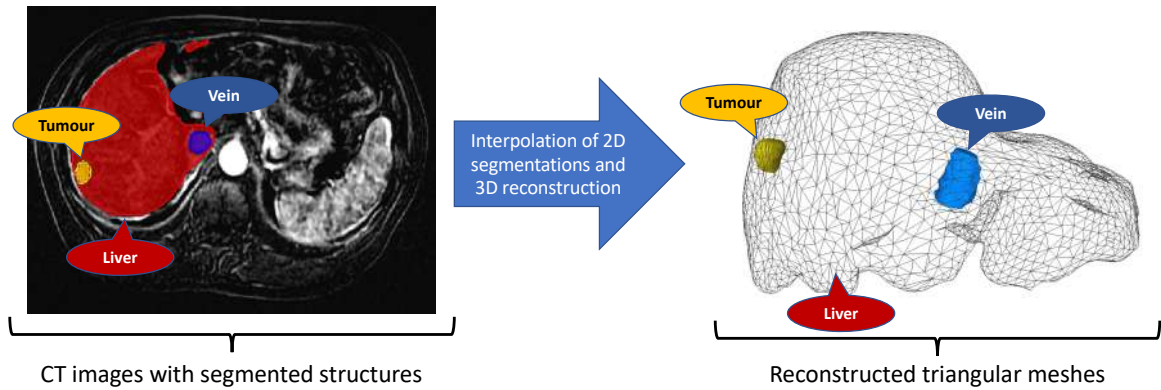 Vein
Tumour
Liver
CT images with segmented structures
Interpolation of 2D
segmentations and
3D reconstruction
Tumour
Vein
Liver
Reconstructed triangular meshes